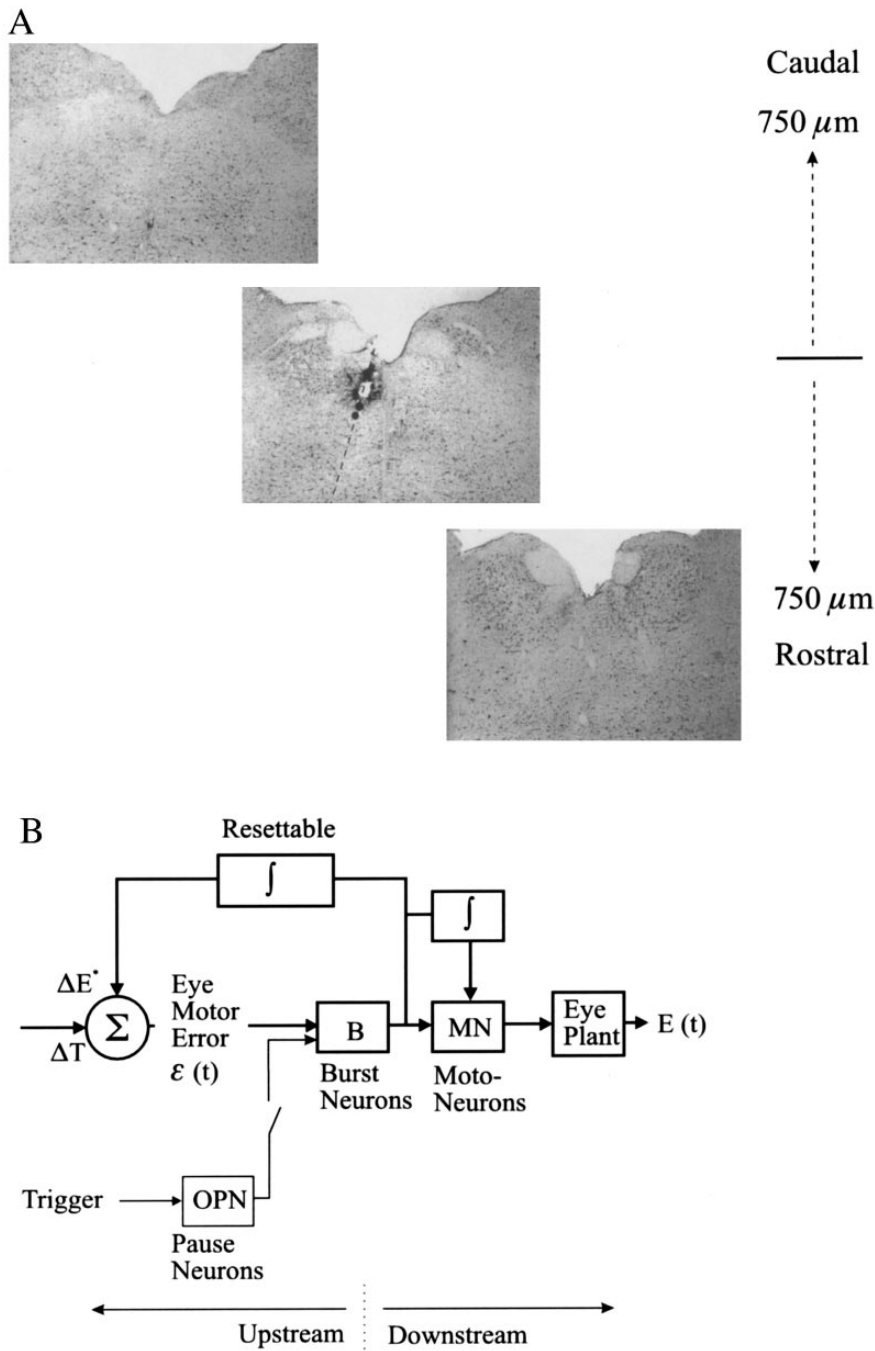 A
Caudal
750 μm
750 μm
Rostral
B
Resettable
∫
∫
ΔE*
Eye
Motor
Error
ε (t)
Σ
ΔT
B
MN
Eye
Plant
E (t)
Burst
Neurons
Moto-
Neurons
Trigger
OPN
Pause
Neurons
Upstream
Downstream